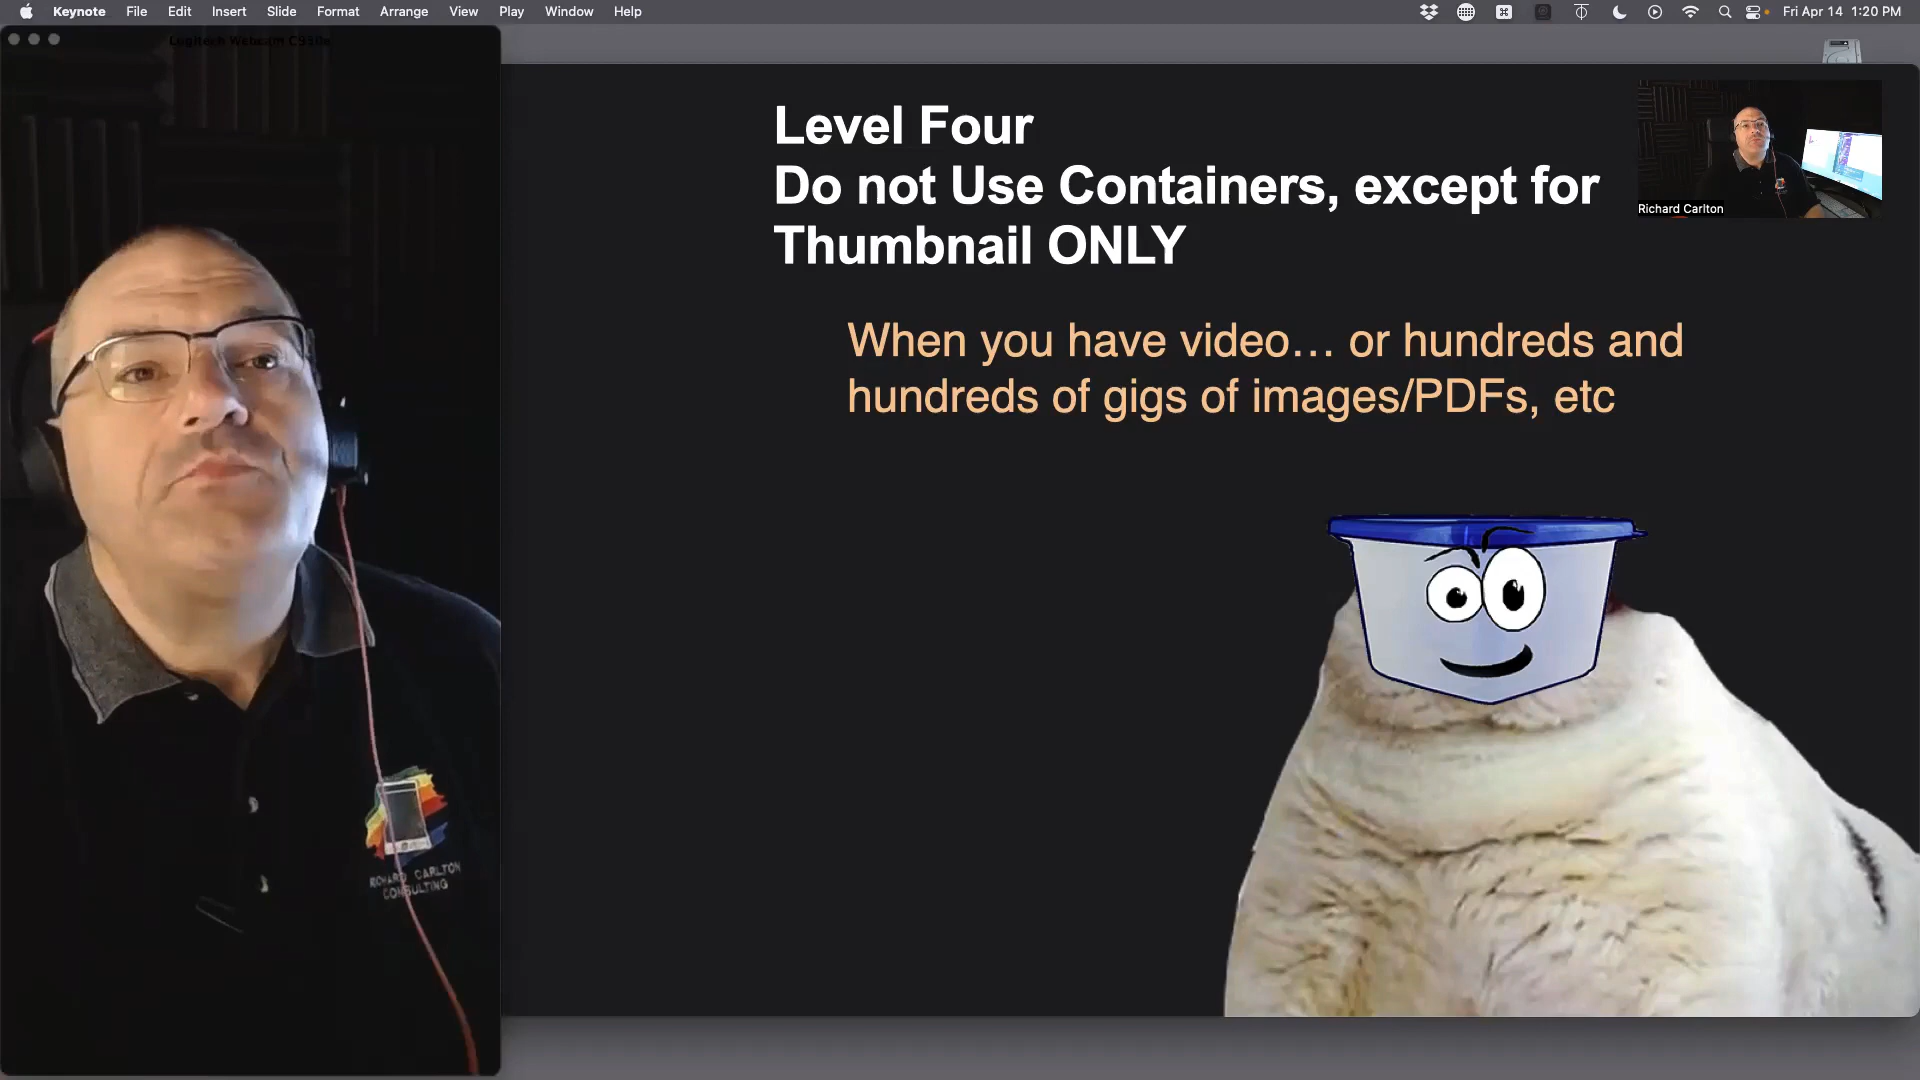 Keynote File Edit Insert Slide Format Arrange View Play Window Help Fri Apr 14 1:20 PM
Level Four
Do not Use Containers, except for
Thumbnail ONLY
Richard Carlton
When you have video… or hundreds and
hundreds of gigs of images/PDFs, etc
RICHARD CARLTON
CONSULTING